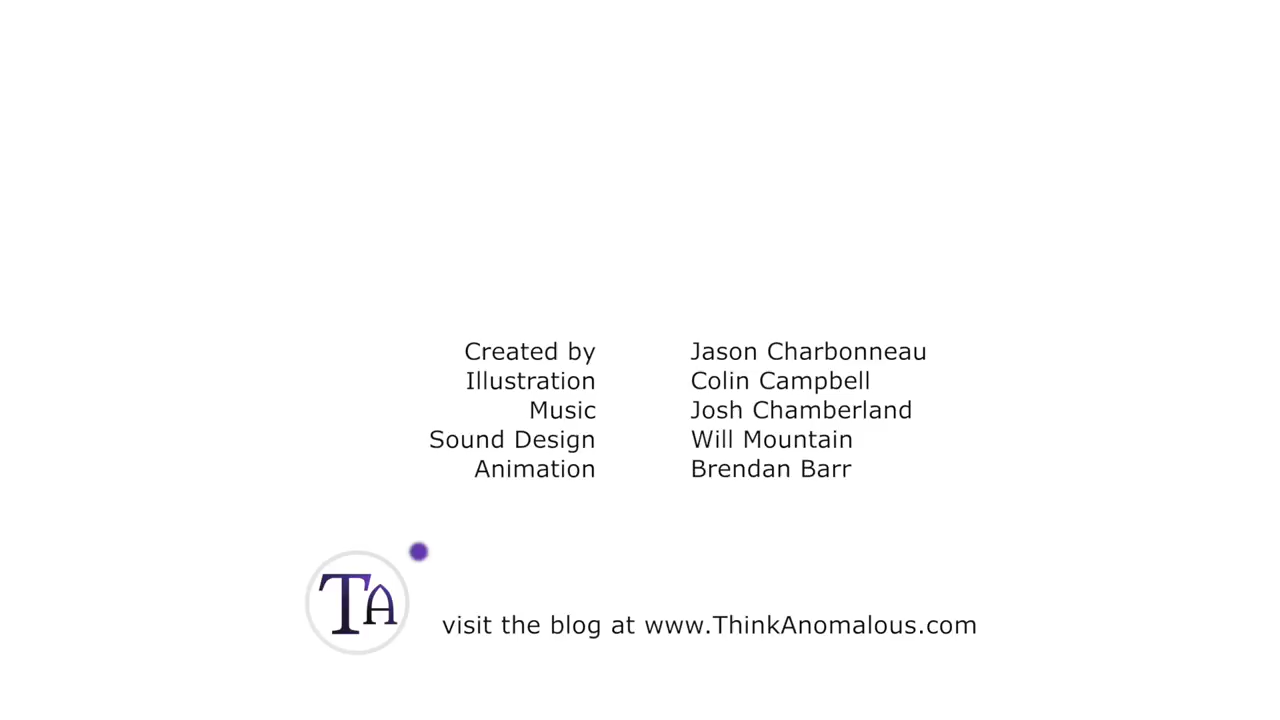 Created by Jason Charbonneau
Illustration Colin Campbell
Music Josh Chamberland
Sound Design Will Mountain
Animation Brendan Barr
TA
visit the blog at www.ThinkAnomalous.com